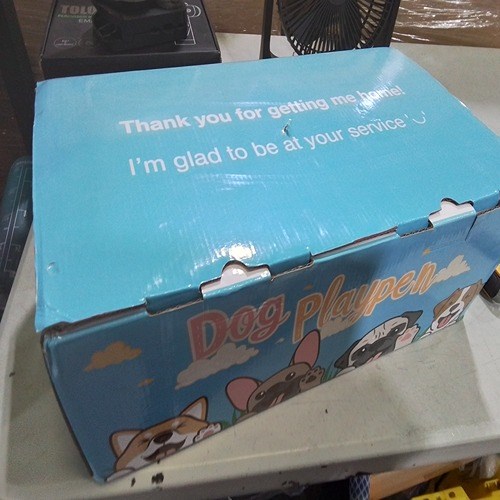 Thank you for getting me home!
I'm glad to be at your service
Dog Playpen